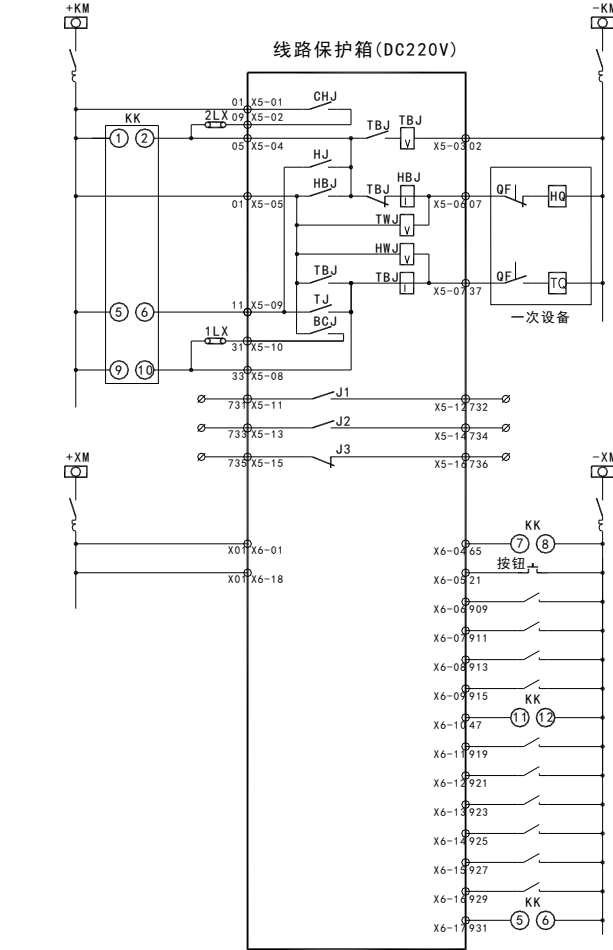 +KM
-KM
线路保护箱(DC220V)
KK
2LX
01 X5-01
CHJ
09 X5-02
1 2
TBJ TBJ
V
05 X5-04
X5-03 02
HJ
HBJ
HBJ
TBJ
I
QF
HQ
01 X5-05
X5-06 07
TWJ
V
HWJ
V
TBJ
TBJ
I
QF
TQ
X5-07 37
5 6
11 X5-09
TJ
一次设备
1LX
BCJ
31 X5-10
9 10
33 X5-08
J1
731 X5-11
X5-12 732
J2
733 X5-13
X5-14 734
J3
735 X5-15
X5-16 736
+XM
-XM
KK
7 8
X01 X6-01
X6-04 65
按钮
X01 X6-18
X6-05 21
X6-06 909
X6-07 911
X6-08 913
X6-09 915
KK
11 12
X6-10 47
X6-11 919
X6-12 921
X6-13 923
X6-14 925
X6-15 927
X6-16 929
KK
5 6
X6-17 931